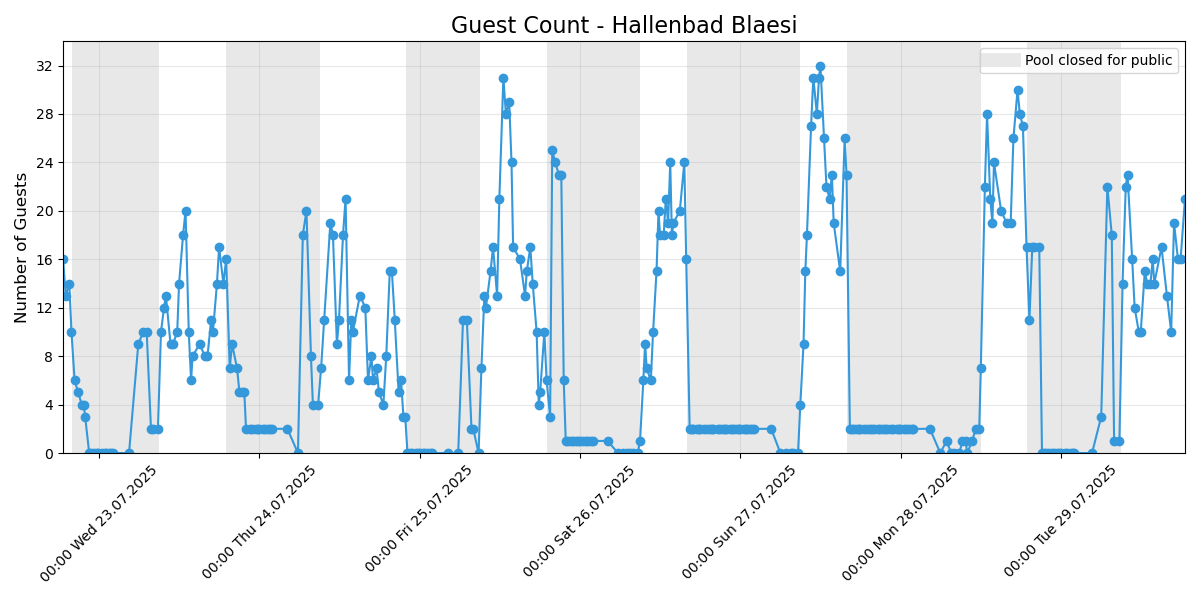 Guest Count - Hallenbad Blaesi
Pool closed for public
Number of Guests
32
28
24
20
16
12
8
4
0
00:00 Wed 23.07.2025
00:00 Thu 24.07.2025
00:00 Fri 25.07.2025
00:00 Sat 26.07.2025
00:00 Sun 27.07.2025
00:00 Mon 28.07.2025
00:00 Tue 29.07.2025